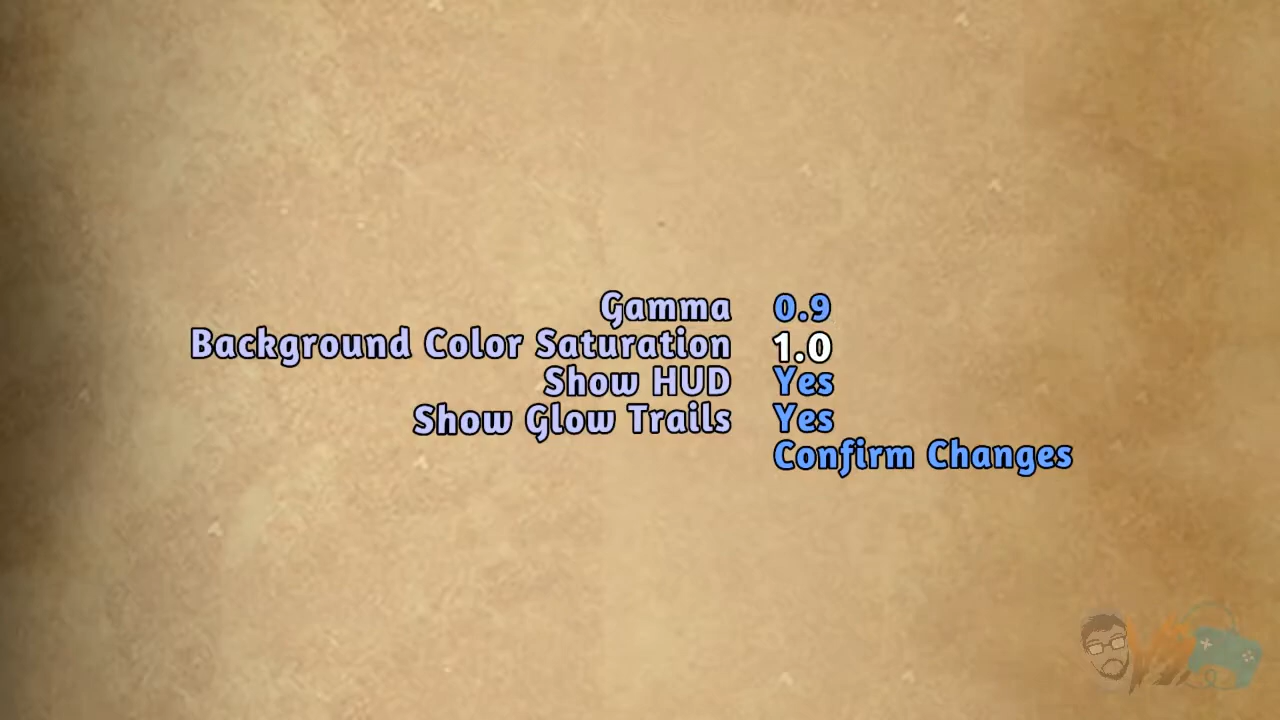 Gamma 0.9
Background Color Saturation 1.0
Show HUD Yes
Show Glow Trails Yes
Confirm Changes